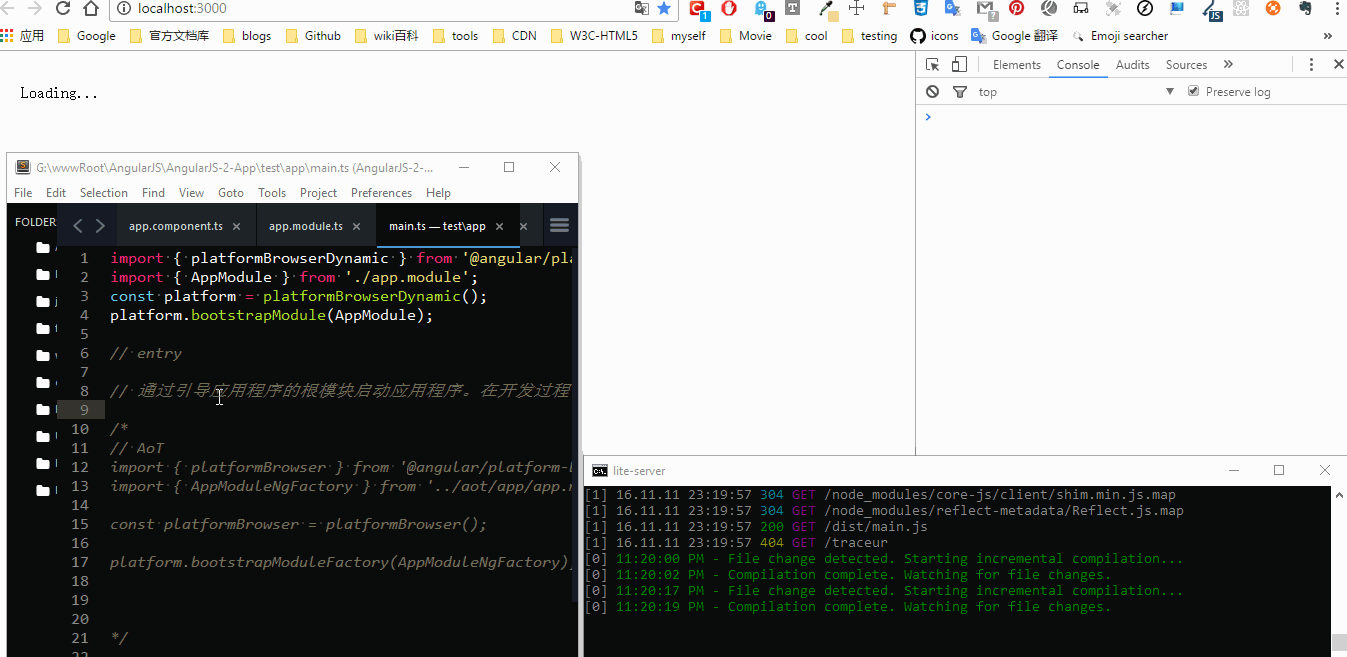 localhost:3000
应用 Google 官方文档库 blogs Github wiki百科 tools CDN W3C-HTML5 myself Movie cool testing icons Google 翻译 Emoji searcher »
Loading...
Elements Console Audits Sources »
top Preserve log
G:\wwwRoot\AngularJS\AngularJS-2-App\test\app\main.ts (AngularJS-2-...
File Edit Selection Find View Goto Tools Project Preferences Help
FOLDER
app.component.ts app.module.ts main.ts — test\app
1 import { platformBrowserDynamic } from '@angular/pla
2 import { AppModule } from './app.module';
3 const platform = platformBrowserDynamic();
4 platform.bootstrapModule(AppModule);
5
6 // entry
7
8 // 通过引导应用程序的根模块启动应用程序。在开发过程
9
10 /*
11 // AoT
12 import { platformBrowser } from '@angular/platform-b
13 import { AppModuleNgFactory } from '../aot/app/app.n
14
15 const platformBrowser = platformBrowser();
16
17 platform.bootstrapModuleFactory(AppModuleNgFactory);
18
19
20
21 */
22
lite-server
[1] 16.11.11 23:19:57 304 GET /node_modules/core-js/client/shim.min.js.map
[1] 16.11.11 23:19:57 304 GET /node_modules/reflect-metadata/Reflect.js.map
[1] 16.11.11 23:19:57 200 GET /dist/main.js
[1] 16.11.11 23:19:57 404 GET /traceur
[0] 11:20:00 PM - File change detected. Starting incremental compilation...
[0] 11:20:02 PM - Compilation complete. Watching for file changes.
[0] 11:20:17 PM - File change detected. Starting incremental compilation...
[0] 11:20:19 PM - Compilation complete. Watching for file changes.